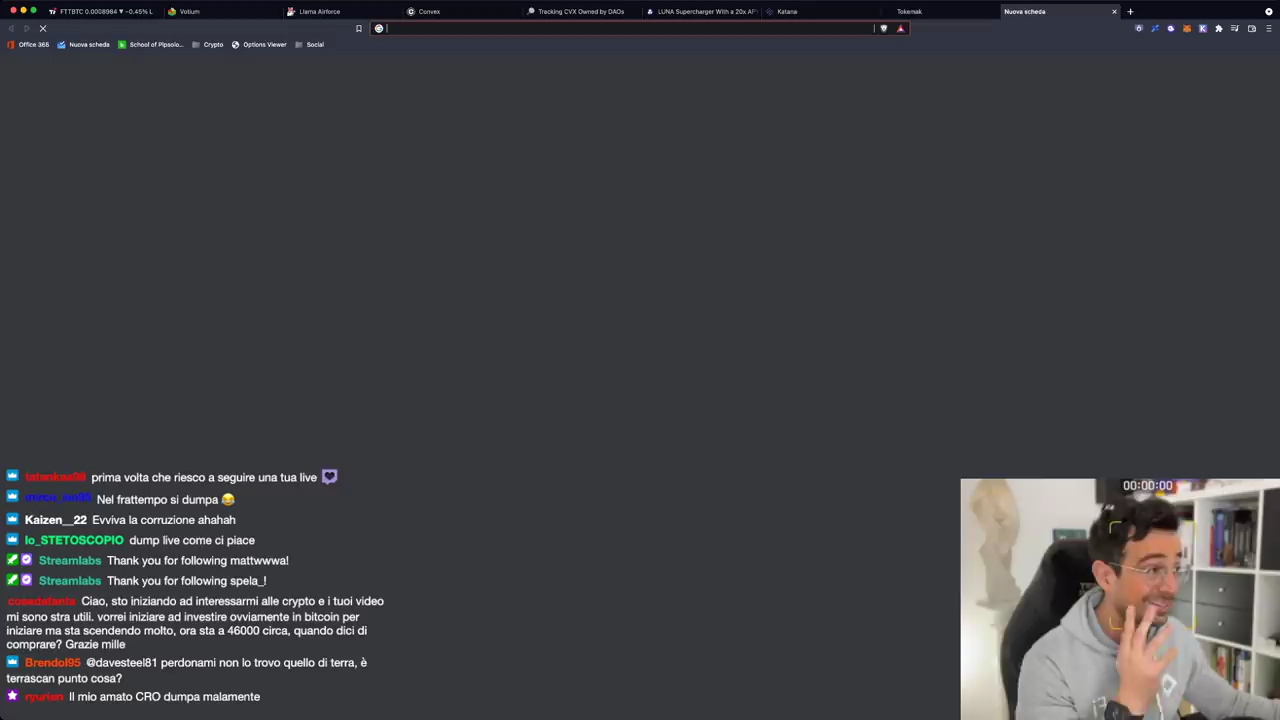 FTTBTC 0.0008984 ▼ −0.45% L
Votium
Llama Airforce
Convex
Tracking CVX Owned by DAOs
LUNA Supercharger With a 20x AP
Katana
Tokemak
Nuova scheda
Office 365
Nuova scheda
School of Pipsolo...
Crypto
Options Viewer
Social
tatankas98 prima volta che riesco a seguire una tua live
Nel frattempo si dumpa 😂
Kaizen__22 Evviva la corruzione ahahah
lo_STETOSCOPIO dump live come ci piace
Streamlabs Thank you for following mattwwwa!
Streamlabs Thank you for following spela_!
cosedafanta Ciao, sto iniziando ad interessarmi alle crypto e i tuoi video
mi sono stra utili. vorrei iniziare ad investire ovviamente in bitcoin per
iniziare ma sta scendendo molto, ora sta a 46000 circa, quando dici di
comprare? Grazie mille
Brendol95 @davesteel81 perdonami non lo trovo quello di terra, è
terrascan punto cosa?
Il mio amato CRO dumpa malamente
00:00:00